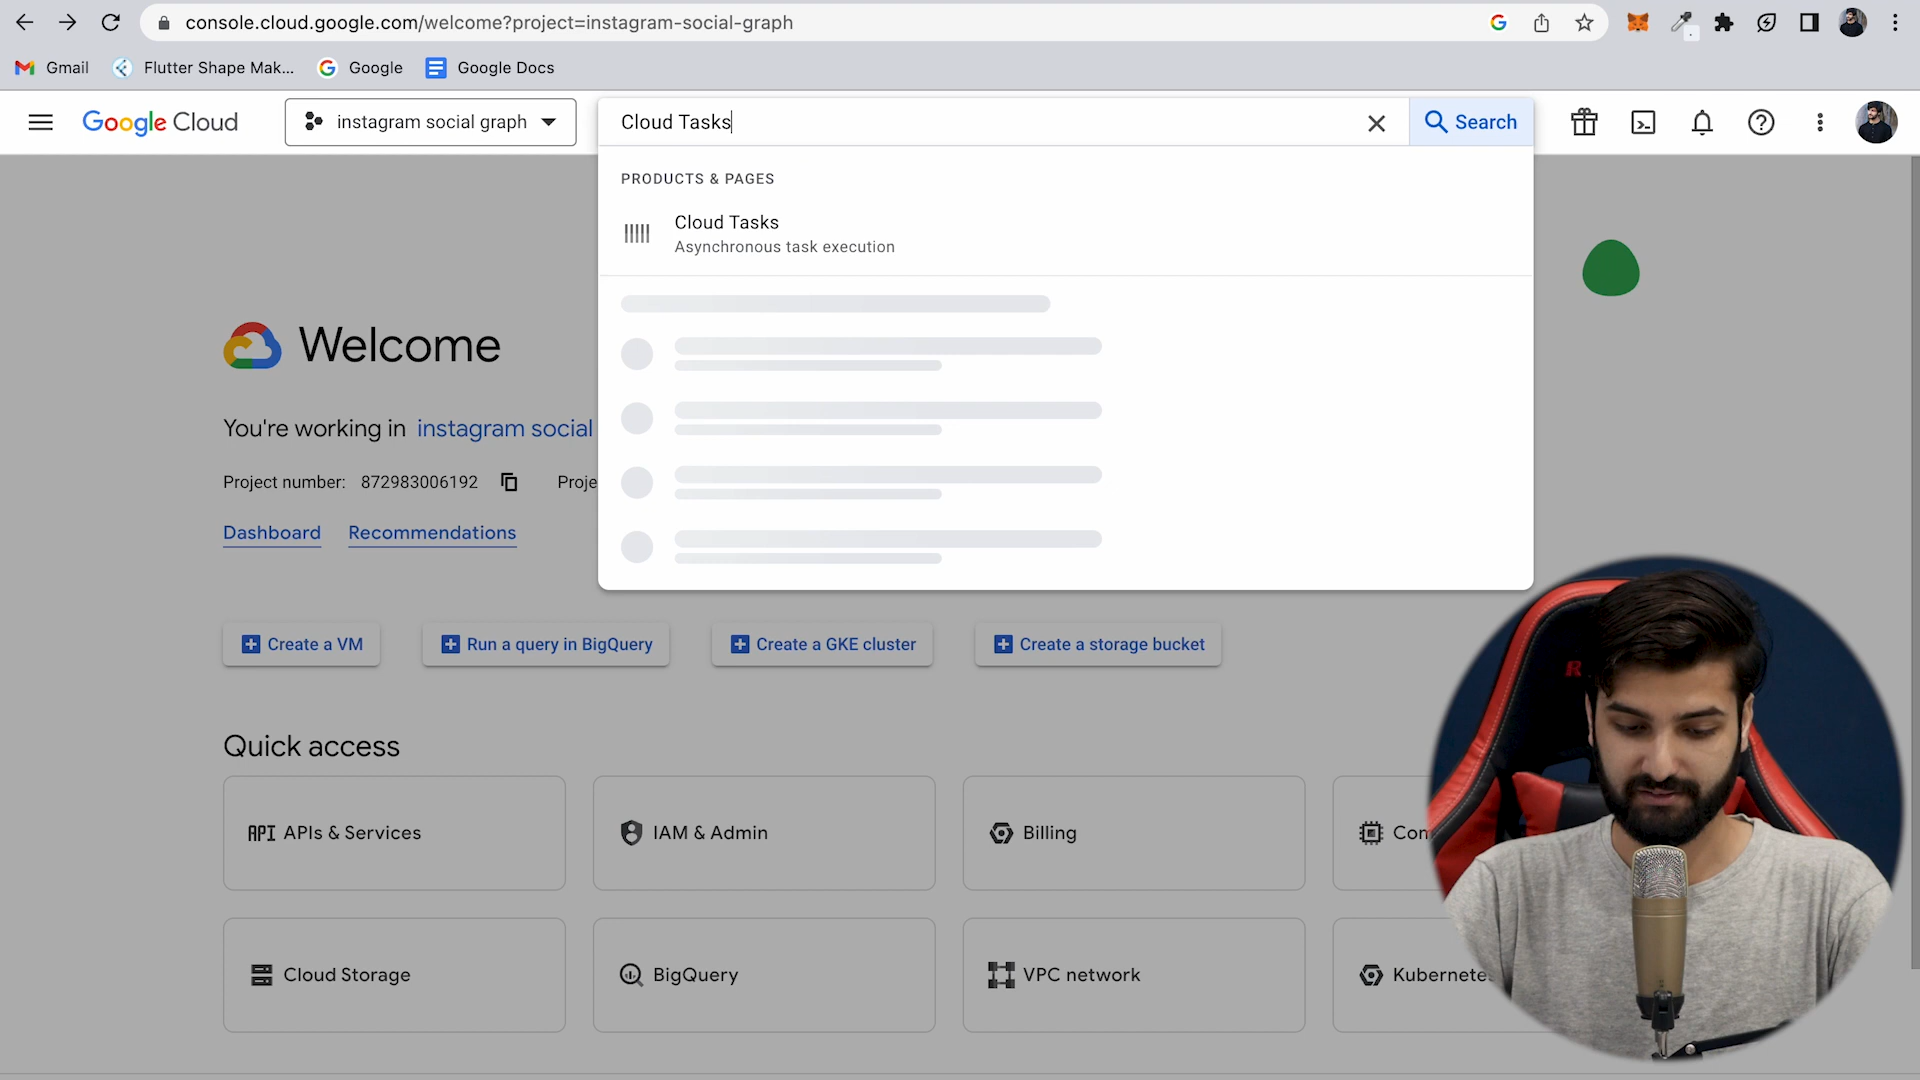 console.cloud.google.com/welcome?project=instagram-social-graph
Gmail
Flutter Shape Mak...
Google
Google Docs
Google Cloud
instagram social graph
Cloud Tasks
Search
PRODUCTS & PAGES
Cloud Tasks
Asynchronous task execution
Welcome
You're working in instagram social
Project number: 872983006192
Proje
Dashboard
Recommendations
Create a VM
Run a query in BigQuery
Create a GKE cluster
Create a storage bucket
Quick access
API APIs & Services
IAM & Admin
Billing
Com
Cloud Storage
BigQuery
VPC network
Kubernetes